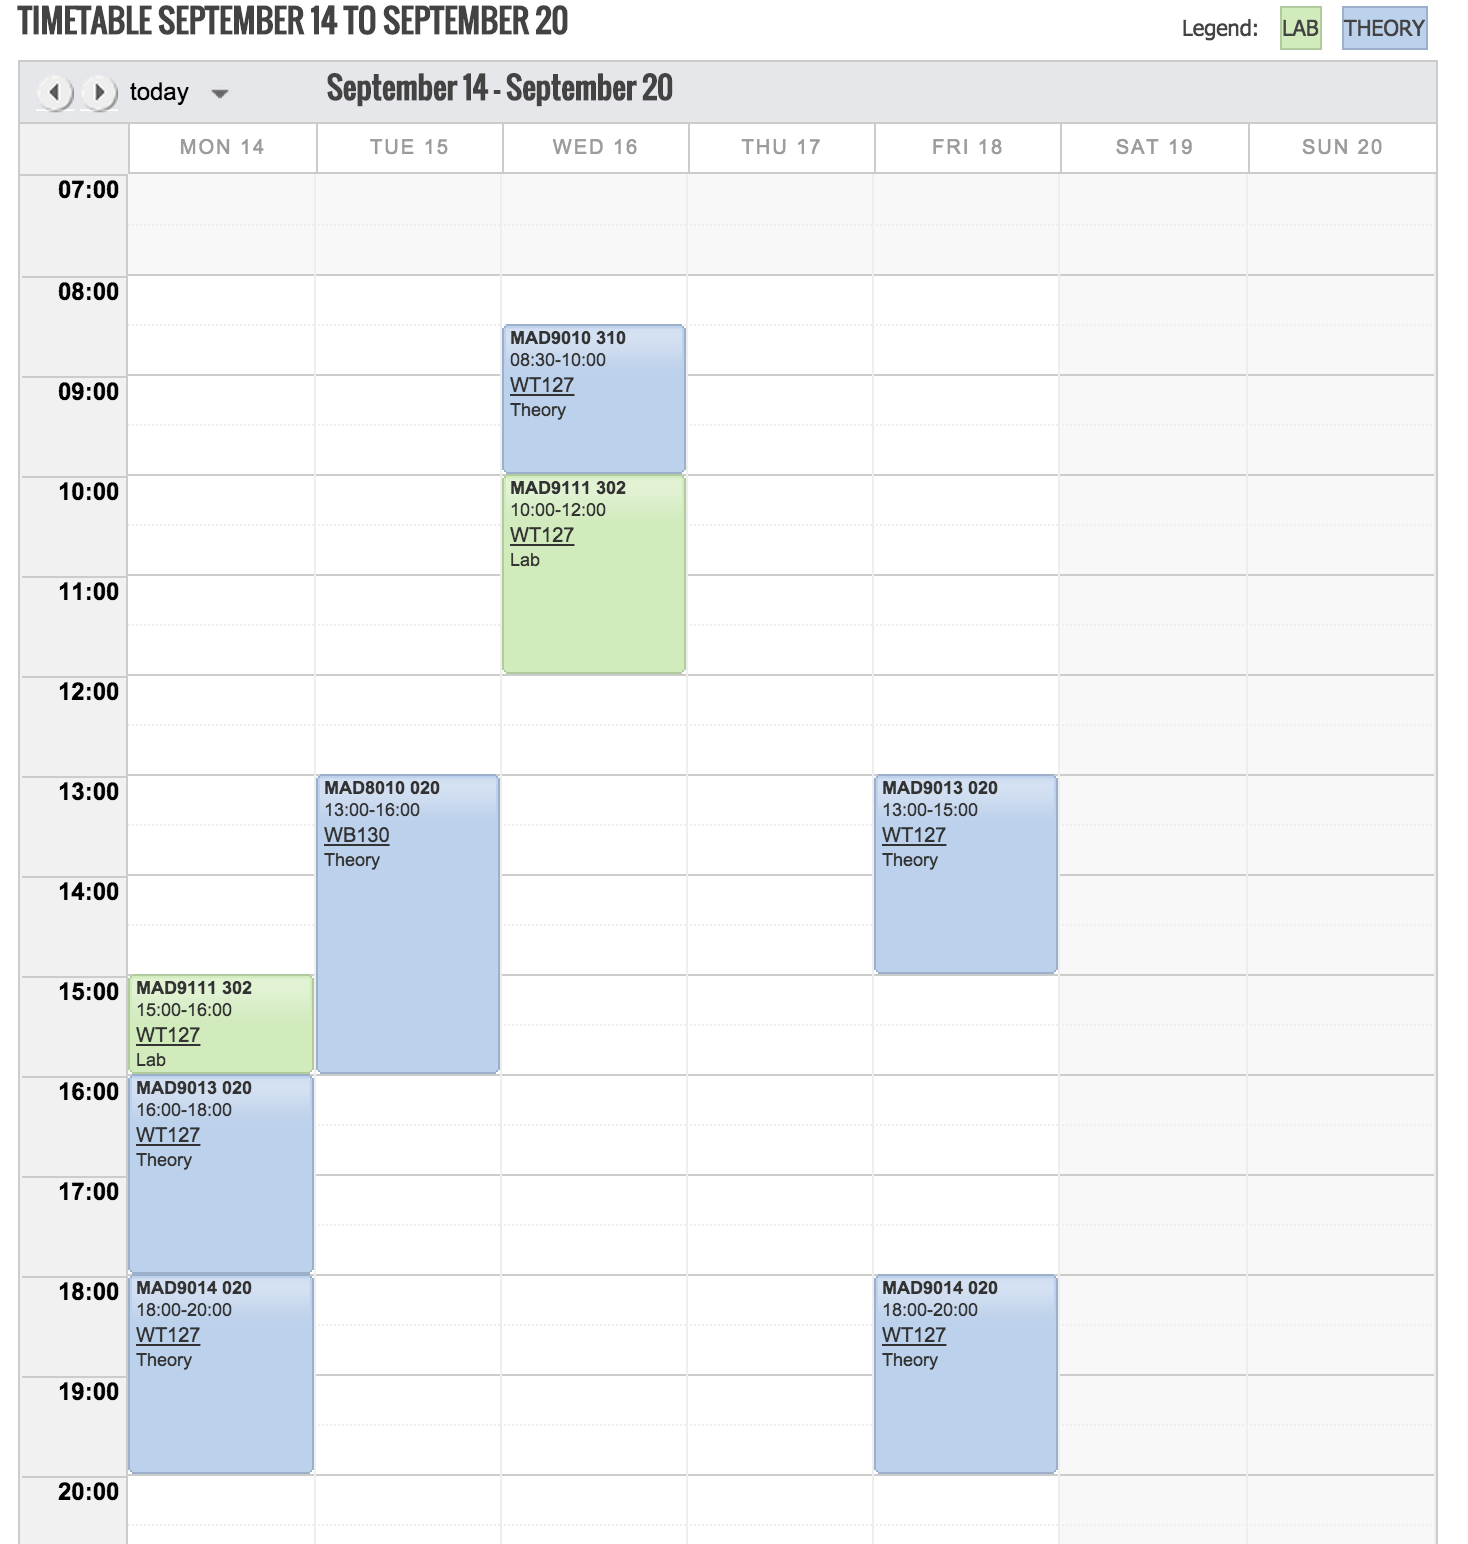 TIMETABLE SEPTEMBER 14 TO SEPTEMBER 20
Legend: LAB THEORY
today September 14 - September 20
MON 14 TUE 15 WED 16 THU 17 FRI 18 SAT 19 SUN 20
07:00
08:00
MAD9010 310
08:30-10:00
WT127
Theory
09:00
10:00
MAD9111 302
10:00-12:00
WT127
Lab
11:00
12:00
13:00
MAD8010 020
13:00-16:00
WB130
Theory
MAD9013 020
13:00-15:00
WT127
Theory
14:00
15:00
MAD9111 302
15:00-16:00
WT127
Lab
16:00
MAD9013 020
16:00-18:00
WT127
Theory
17:00
18:00
MAD9014 020
18:00-20:00
WT127
Theory
MAD9014 020
18:00-20:00
WT127
Theory
19:00
20:00